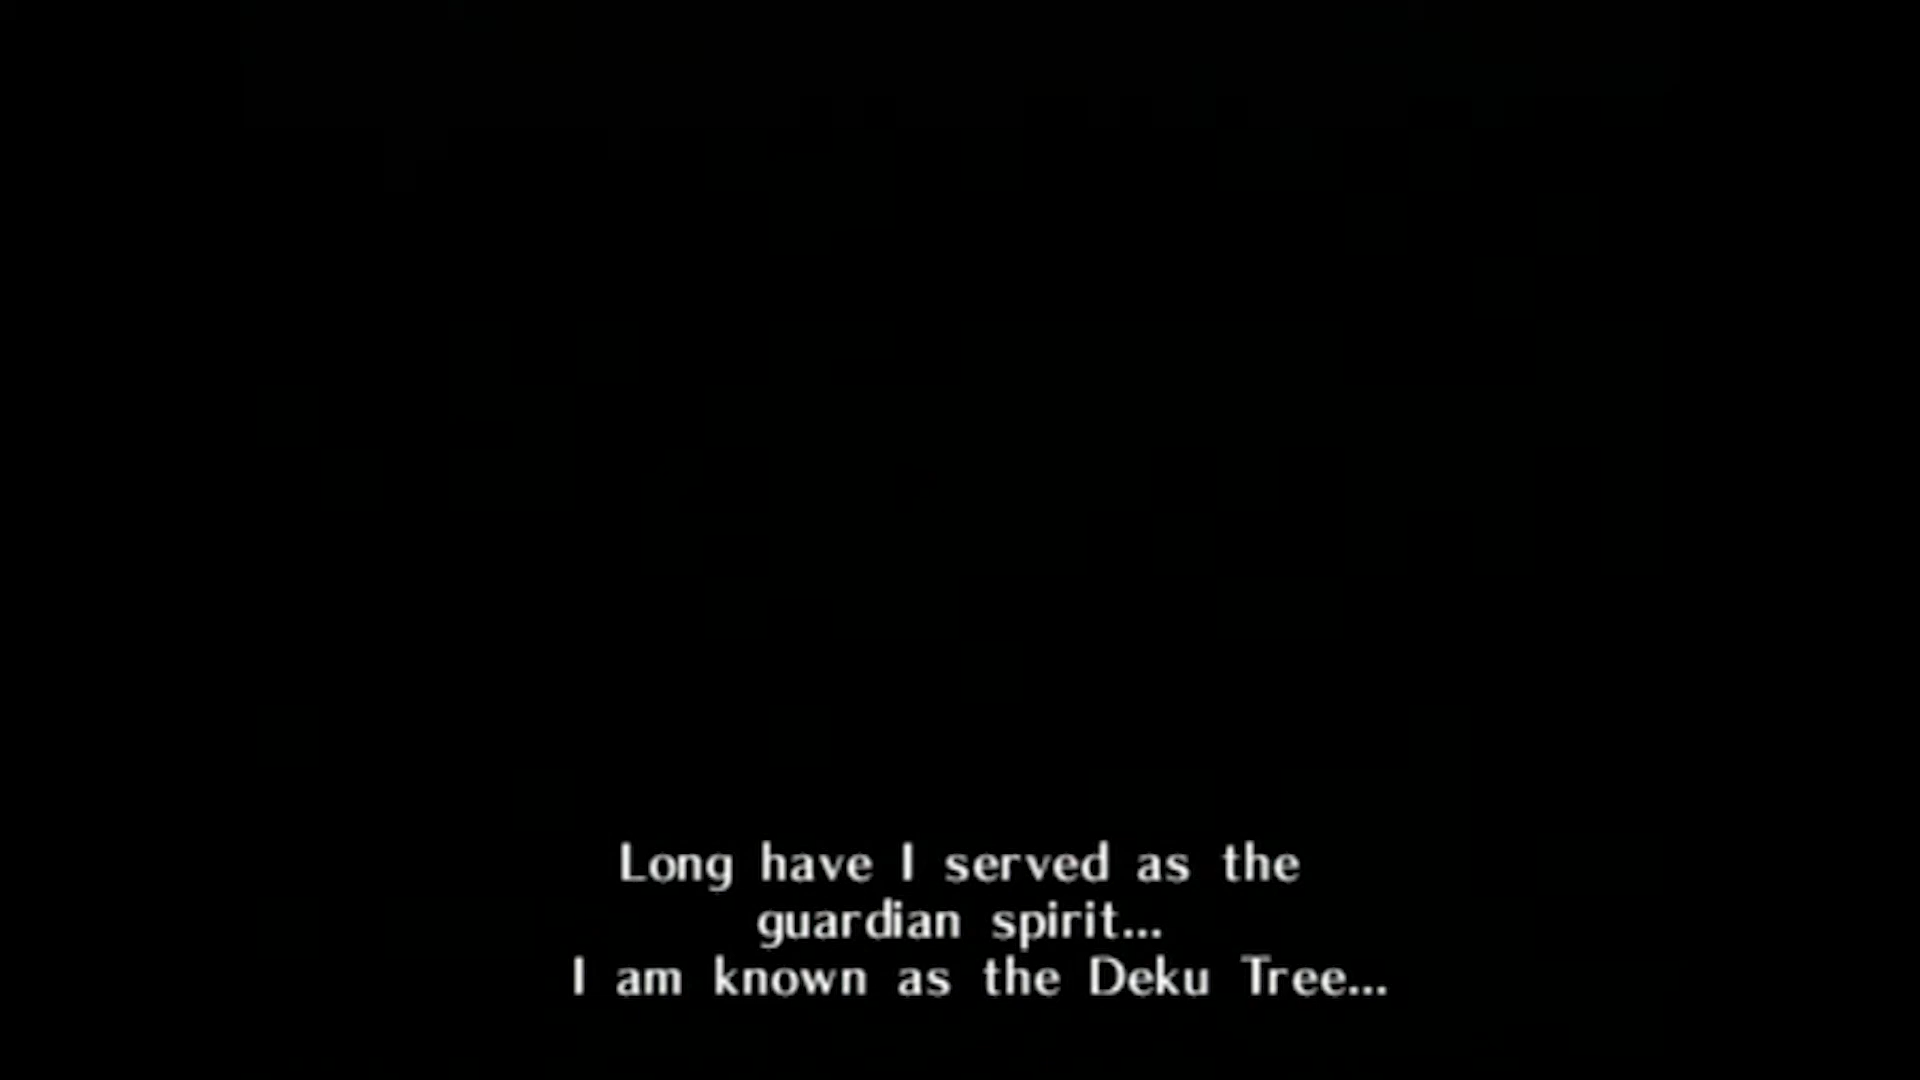 Long have I served as the
guardian spirit...
I am known as the Deku Tree...